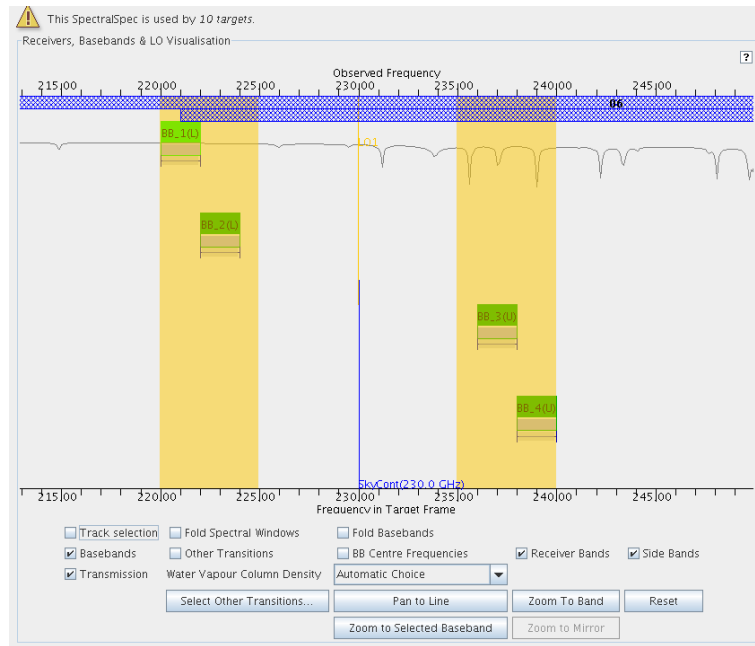 This SpectralSpec is used by 10 targets.
Receivers, Basebands & LO Visualisation
?
Observed Frequency
215|00 220|00 225|00 230|00 235|00 240|00 245|00
06
BB_1(L)
LO1
BB_2(L)
BB_3(U)
BB_4(U)
SkyCont(230.0 GHz)
215|00 220|00 225|00 230|00 235|00 240|00 245|00
Frequency in Target Frame
Track selection Fold Spectral Windows Fold Basebands
Basebands Other Transitions BB Centre Frequencies Receiver Bands Side Bands
Transmission Water Vapour Column Density Automatic Choice
Select Other Transitions... Pan to Line Zoom To Band Reset
Zoom to Selected Baseband Zoom to Mirror